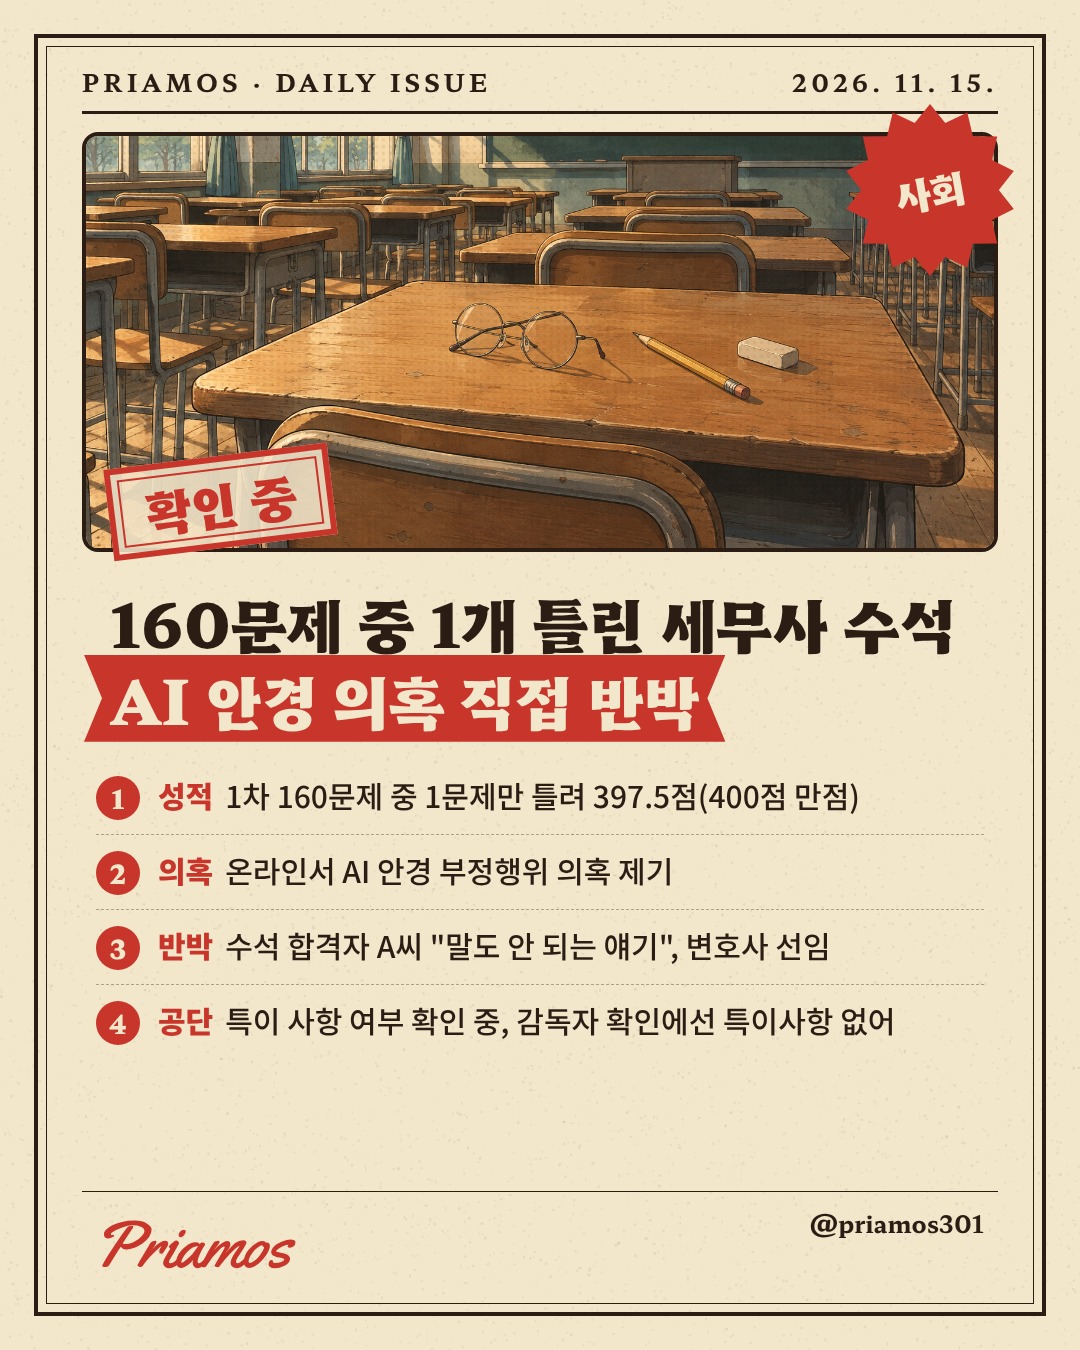 PRIAMOS · DAILY ISSUE
2026. 11. 15.
사회
확인 중
160문제 중 1개 틀린 세무사 수석
AI 안경 의혹 직접 반박
1 성적 1차 160문제 중 1문제만 틀려 397.5점(400점 만점)
2 의혹 온라인서 AI 안경 부정행위 의혹 제기
3 반박 수석 합격자 A씨 "말도 안 되는 얘기", 변호사 선임
4 공단 특이 사항 여부 확인 중, 감독자 확인에선 특이사항 없어
Priamos
@priamos301